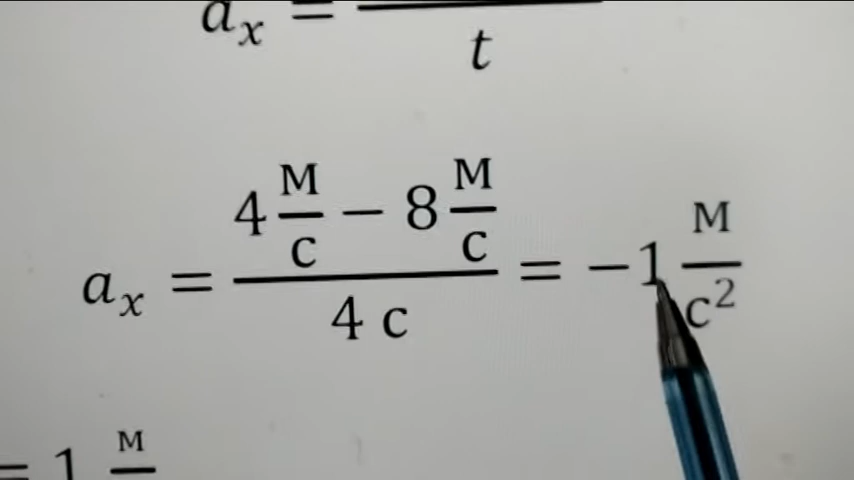 aₓ = ── / t
aₓ = (4 м/с − 8 м/с) / (4 с) = −1 м/с²
= 1 м